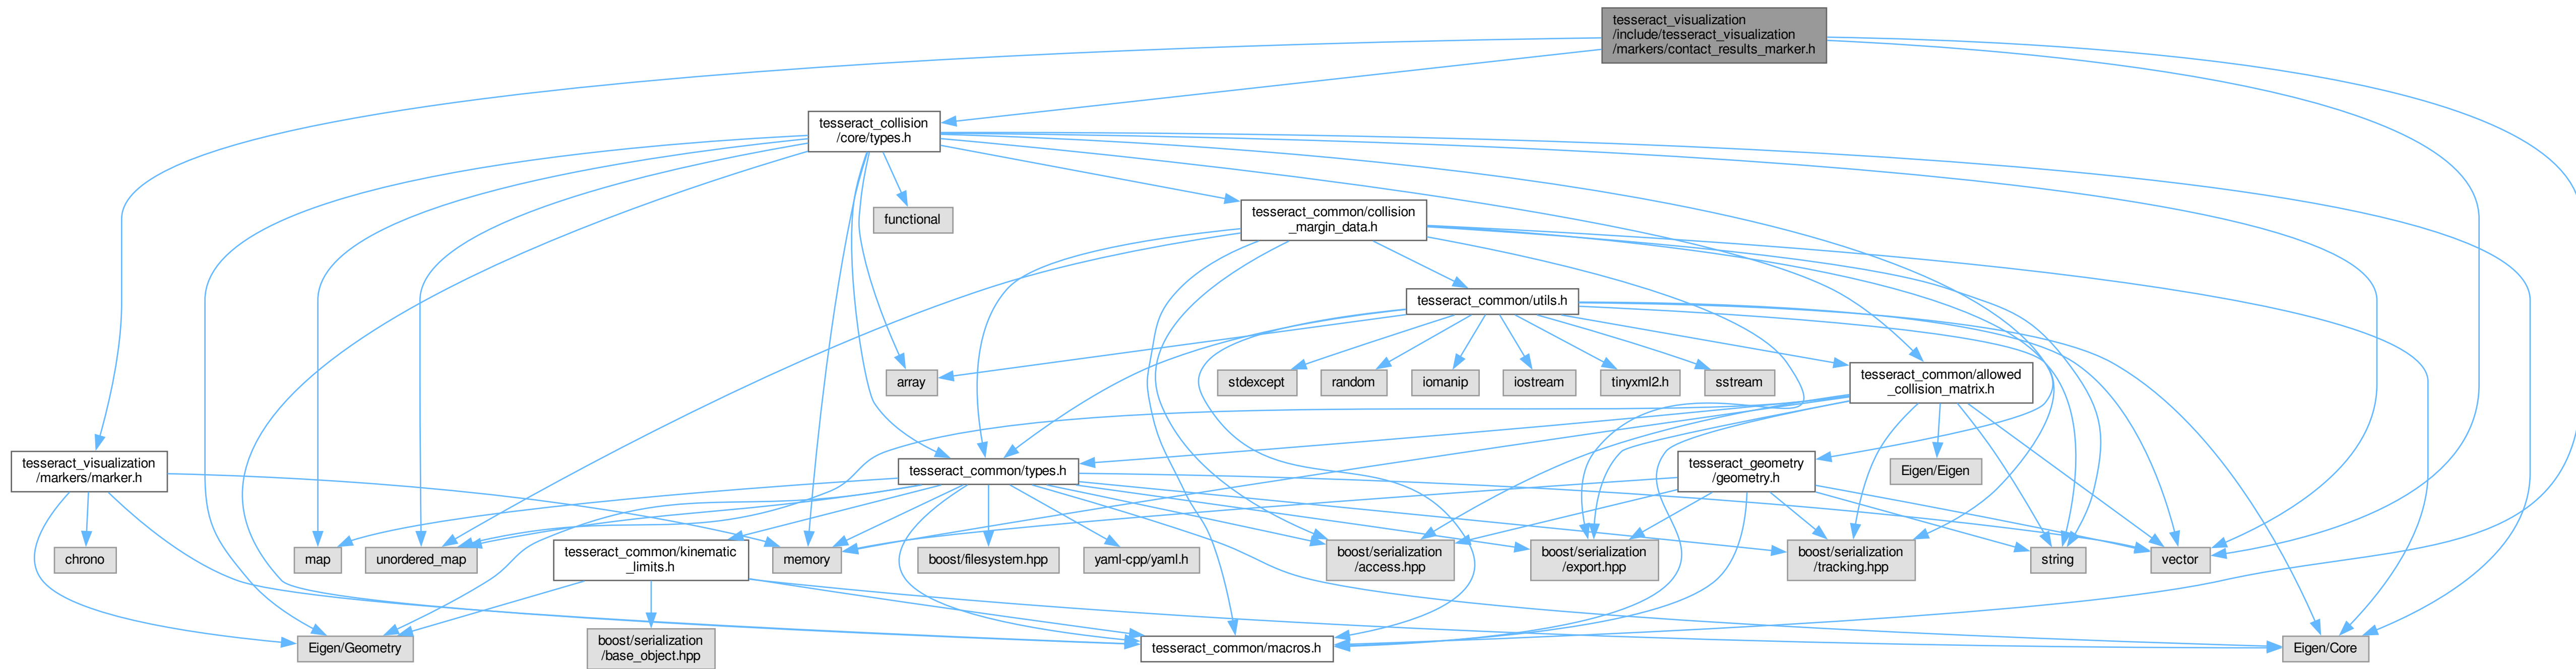 tesseract_visualization
/include/tesseract_visualization
/markers/contact_results_marker.h
tesseract_collision
/core/types.h
functional
tesseract_common/collision
_margin_data.h
tesseract_common/utils.h
array
stdexcept
random
iomanip
iostream
tinyxml2.h
sstream
tesseract_common/allowed
_collision_matrix.h
tesseract_visualization
/markers/marker.h
tesseract_common/types.h
tesseract_geometry
/geometry.h
Eigen/Eigen
chrono
map
unordered_map
tesseract_common/kinematic
_limits.h
memory
boost/filesystem.hpp
yaml-cpp/yaml.h
boost/serialization
/access.hpp
boost/serialization
/export.hpp
boost/serialization
/tracking.hpp
string
vector
Eigen/Geometry
boost/serialization
/base_object.hpp
tesseract_common/macros.h
Eigen/Core